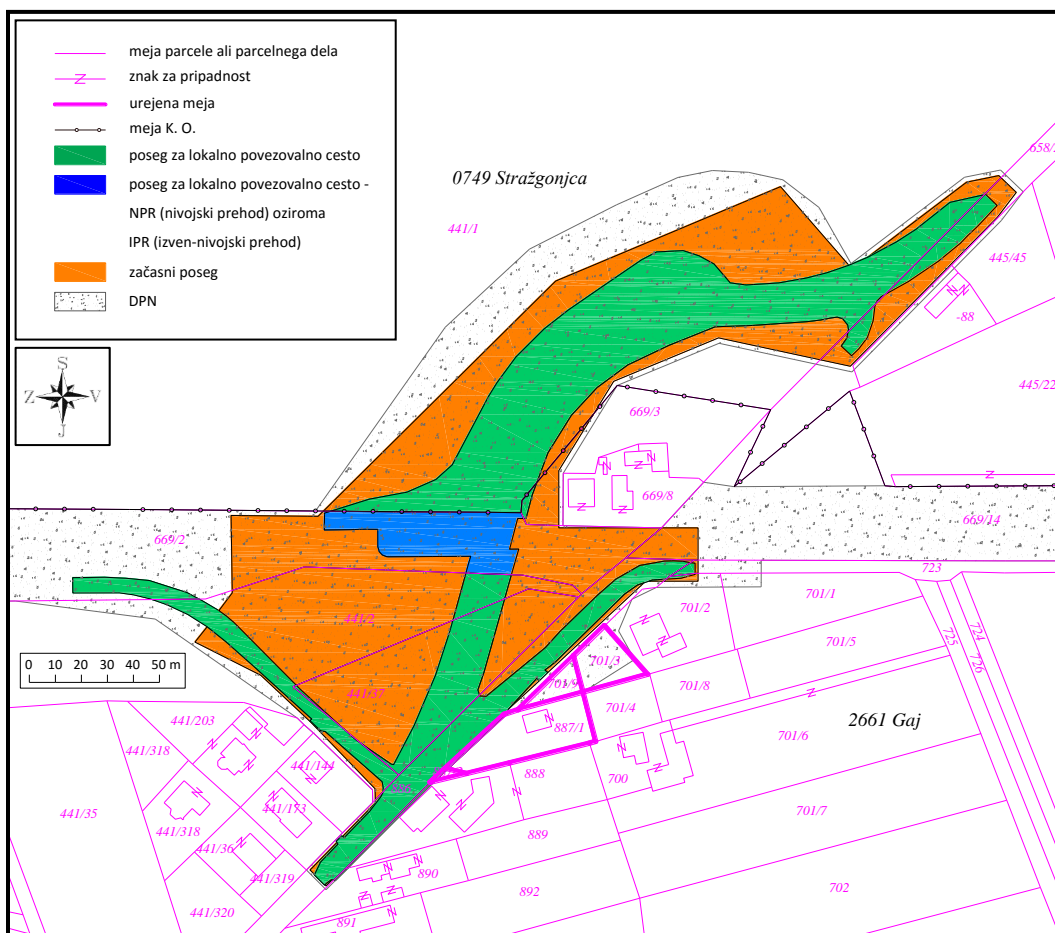 meja parcele ali parcelnega dela
znak za pripadnost
urejena meja
meja K. O.
poseg za lokalno povezovalno cesto
poseg za lokalno povezovalno cesto -
NPR (nivojski prehod) oziroma
IPR (izven-nivojski prehod)
začasni poseg
DPN
S
Z V
J
0749 Stražgonjca
441/1
445/45
-88
445/22
669/3
669/8
669/14
669/2
723
701/2
701/1
441/2
701/5
725
724
726
701/3
701/9
701/8
441/37
701/4
0 10 20 30 40 50 m
887/1
2661 Gaj
701/6
441/203
441/318
441/144
888
700
441/35
441/318
441/173
701/7
441/36
889
441/319
890
892
702
441/320
891